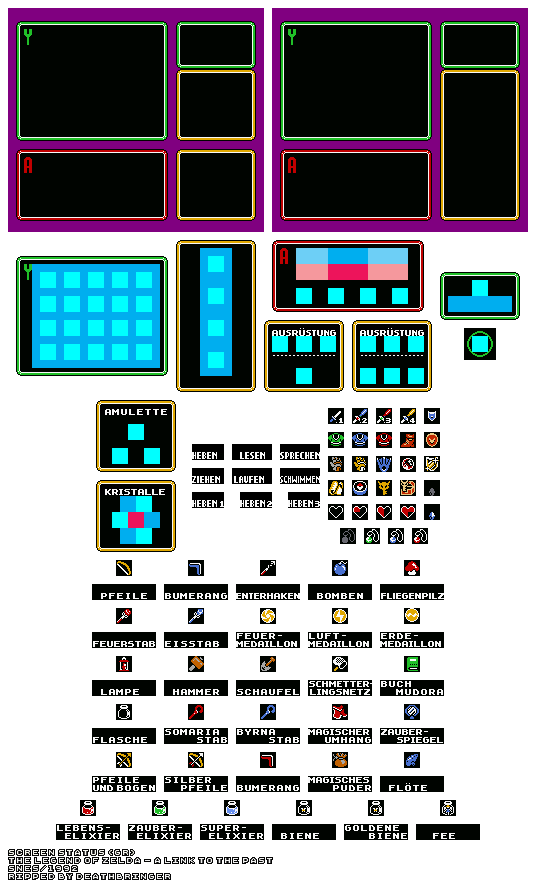 Y
Y
A
A
Y
A
AUSRÜSTUNG
AUSRÜSTUNG
AMULETTE
KRISTALLE
HEBEN LESEN SPRECHEN
ZIEHEN LAUFEN SCHWIMMEN
HEBEN1 HEBEN2 HEBEN3
1 2 3 4
PFEILE BUMERANG ENTERHAKEN BOMBEN FLIEGENPILZ
FEUERSTAB EISSTAB FEUER-MEDAILLON LUFT-MEDAILLON ERDE-MEDAILLON
LAMPE HAMMER SCHAUFEL SCHMETTER-LINGSNETZ BUCH MUDORA
FLASCHE SOMARIA STAB BYRNA STAB MAGISCHER UMHANG ZAUBER-SPIEGEL
PFEILE UND BOGEN SILBER PFEILE BUMERANG MAGISCHES PUDER FLÖTE
LEBENS-ELIXIER ZAUBER-ELIXIER SUPER-ELIXIER BIENE GOLDENE BIENE FEE
SCREEN STATUS (GR)
THE LEGEND OF ZELDA - A LINK TO THE PAST
SNES/1992
RIPPED BY DEATHBRINGER